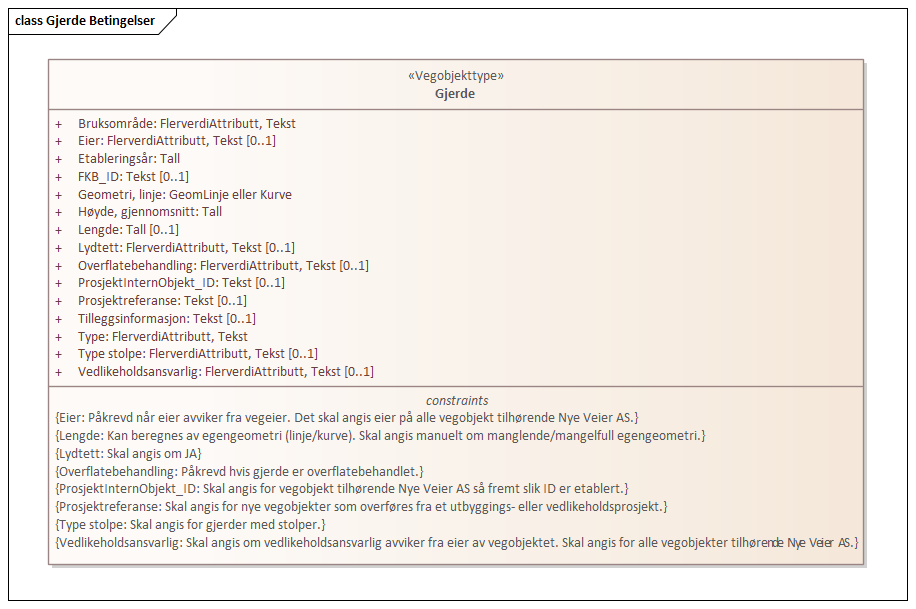 class Gjerde Betingelser
«Vegobjekttype»
Gjerde
+ Bruksområde: FlerverdiAttributt, Tekst
+ Eier: FlerverdiAttributt, Tekst [0..1]
+ Etableringsår: Tall
+ FKB_ID: Tekst [0..1]
+ Geometri, linje: GeomLinje eller Kurve
+ Høyde, gjennomsnitt: Tall
+ Lengde: Tall [0..1]
+ Lydtett: FlerverdiAttributt, Tekst [0..1]
+ Overflatebehandling: FlerverdiAttributt, Tekst [0..1]
+ ProsjektInternObjekt_ID: Tekst [0..1]
+ Prosjektreferanse: Tekst [0..1]
+ Tilleggsinformasjon: Tekst [0..1]
+ Type: FlerverdiAttributt, Tekst
+ Type stolpe: FlerverdiAttributt, Tekst [0..1]
+ Vedlikeholdsansvarlig: FlerverdiAttributt, Tekst [0..1]
constraints
{Eier: Påkrevd når eier avviker fra vegeier. Det skal angis eier på alle vegobjekt tilhørende Nye Veier AS.}
{Lengde: Kan beregnes av egengeometri (linje/kurve). Skal angis manuelt om manglende/mangelfull egengeometri.}
{Lydtett: Skal angis om JA}
{Overflatebehandling: Påkrevd hvis gjerde er overflatebehandlet.}
{ProsjektInternObjekt_ID: Skal angis for vegobjekt tilhørende Nye Veier AS så fremt slik ID er etablert.}
{Prosjektreferanse: Skal angis for nye vegobjekter som overføres fra et utbyggings- eller vedlikeholdsprosjekt.}
{Type stolpe: Skal angis for gjerder med stolper.}
{Vedlikeholdsansvarlig: Skal angis om vedlikeholdsansvarlig avviker fra eier av vegobjektet. Skal angis for alle vegobjekter tilhørende Nye Veier AS.}